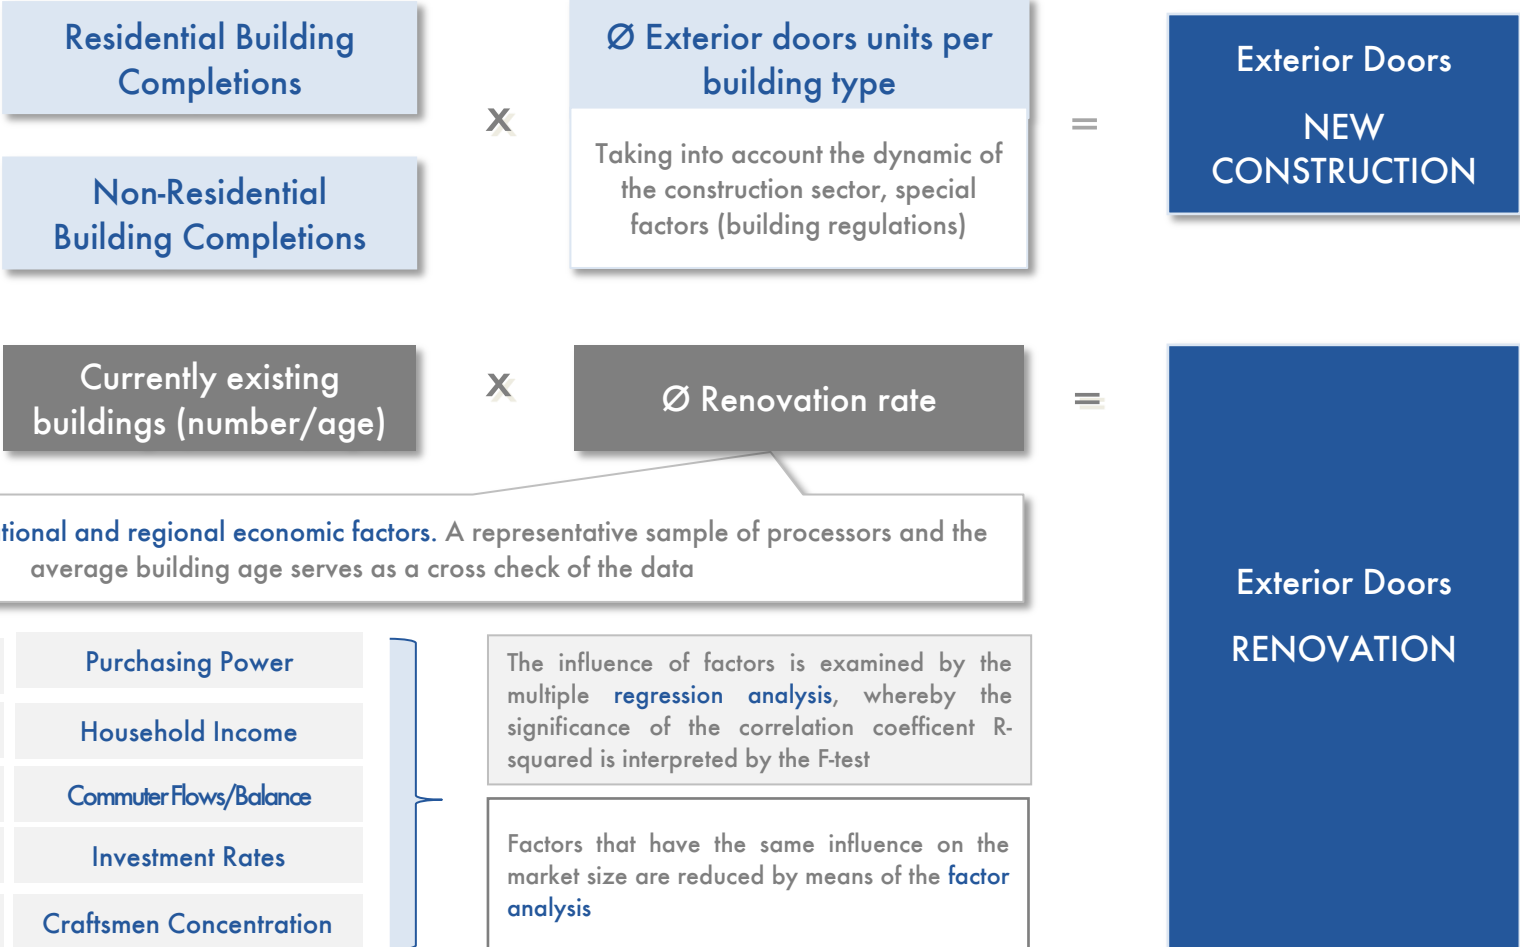 Residential Building
Completions
Non-Residential
Building Completions
x
Ø Exterior doors units per
building type
Taking into account the dynamic of
the construction sector, special
factors (building regulations)
=
Exterior Doors
NEW
CONSTRUCTION
Currently existing
buildings (number/age)
x
Ø Renovation rate
=
Exterior Doors
RENOVATION
and regional economic factors. A representative sample of processors and the
average building age serves as a cross check of the data
Purchasing Power
Household Income
Commuter Flows/Balance
Investment Rates
Craftsmen Concentration
The influence of factors is examined by the
multiple regression analysis, whereby the
significance of the correlation coefficent R-
squared is interpreted by the F-test
Factors that have the same influence on the
market size are reduced by means of the factor
analysis